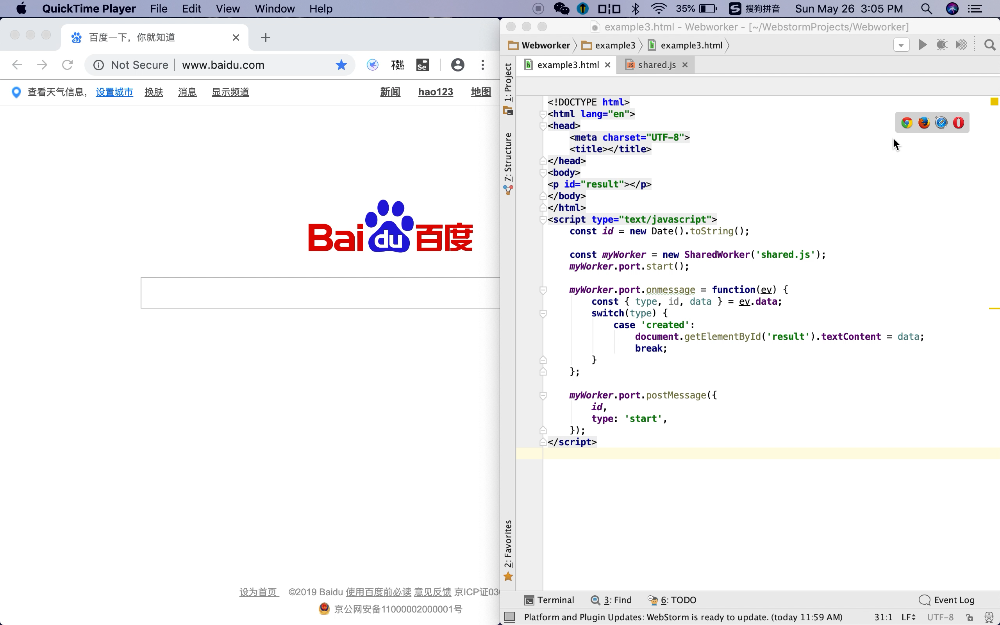 QuickTime Player File Edit View Window Help 35% 搜狗拼音 Sun May 26 3:05 PM
百度一下，你就知道
Not Secure | www.baidu.com 不发热 Se
查看天气信息， 设置城市 换肤 消息 显示频道 新闻 hao123 地图
Bai du 百度
设为首页 ©2019 Baidu 使用百度前必读 意见反馈 京ICP证03
京公网安备11000002000001号
example3.html - Webworker - [~/WebstormProjects/Webworker]
Webworker example3 example3.html
example3.html shared.js
1: Project
7: Structure
2: Favorites
<!DOCTYPE html>
<html lang="en">
<head>
    <meta charset="UTF-8">
    <title></title>
</head>
<body>
<p id="result"></p>
</body>
</html>
<script type="text/javascript">
    const id = new Date().toString();
    const myWorker = new SharedWorker('shared.js');
    myWorker.port.start();
    myWorker.port.onmessage = function(ev) {
        const { type, id, data } = ev.data;
        switch(type) {
            case 'created':
                document.getElementById('result').textContent = data;
                break;
        }
    };
    myWorker.port.postMessage({
        id,
        type: 'start',
    });
</script>
Terminal 3: Find 6: TODO Event Log
Platform and Plugin Updates: WebStorm is ready to update. (today 11:59 AM) 31:1 LF UTF-8